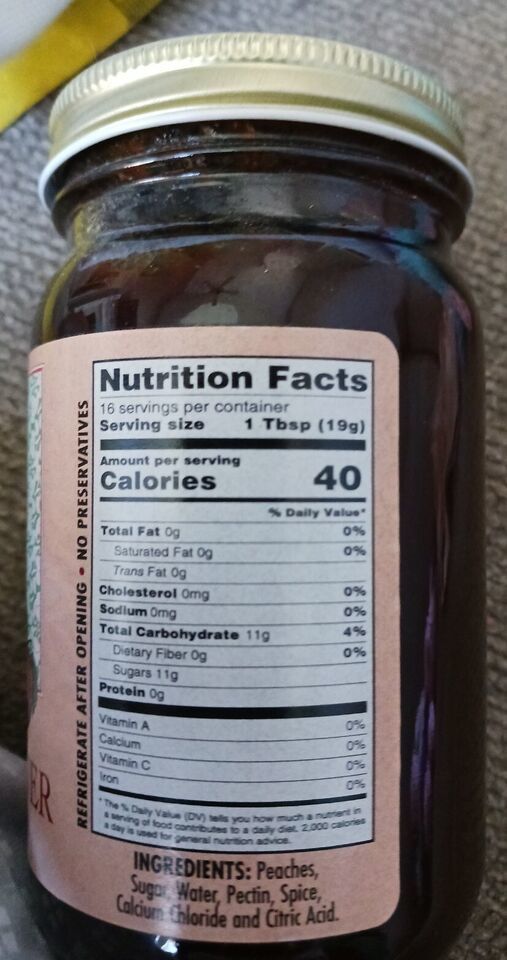 Nutrition Facts
16 servings per container
Serving size 1 Tbsp (19g)
Amount per serving
Calories 40
% Daily Value*
Total Fat 0g 0%
Saturated Fat 0g 0%
Trans Fat 0g
Cholesterol 0mg 0%
Sodium 0mg 0%
Total Carbohydrate 11g 4%
Dietary Fiber 0g 0%
Sugars 11g
Protein 0g
Vitamin A 0%
Calcium 0%
Vitamin C 0%
Iron 0%
* The % Daily Value (DV) tells you how much a nutrient in
a serving of food contributes to a daily diet. 2,000 calories
a day is used for general nutrition advice.
INGREDIENTS: Peaches,
Sugar, Water, Pectin, Spice,
Calcium Chloride and Citric Acid.
REFRIGERATE AFTER OPENING • NO PRESERVATIVES
ER